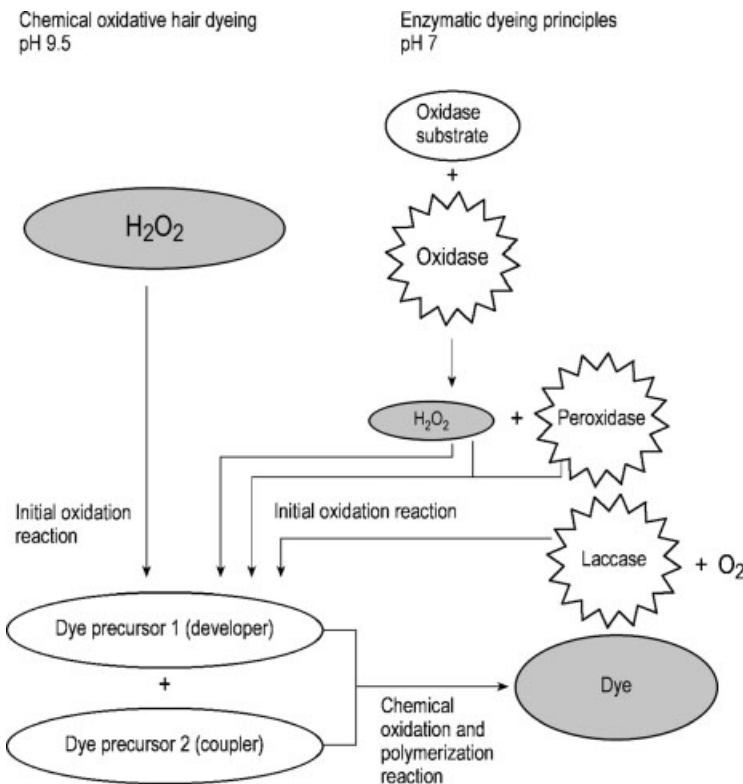 Chemical oxidative hair dyeing
pH 9.5
Enzymatic dyeing principles
pH 7
Oxidase
substrate
+
Oxidase
H₂O₂
H₂O₂
+
Peroxidase
Initial oxidation
reaction
Initial oxidation reaction
Laccase
+ O₂
Dye precursor 1 (developer)
+
Dye precursor 2 (coupler)
Dye
Chemical
oxidation and
polymerization
reaction